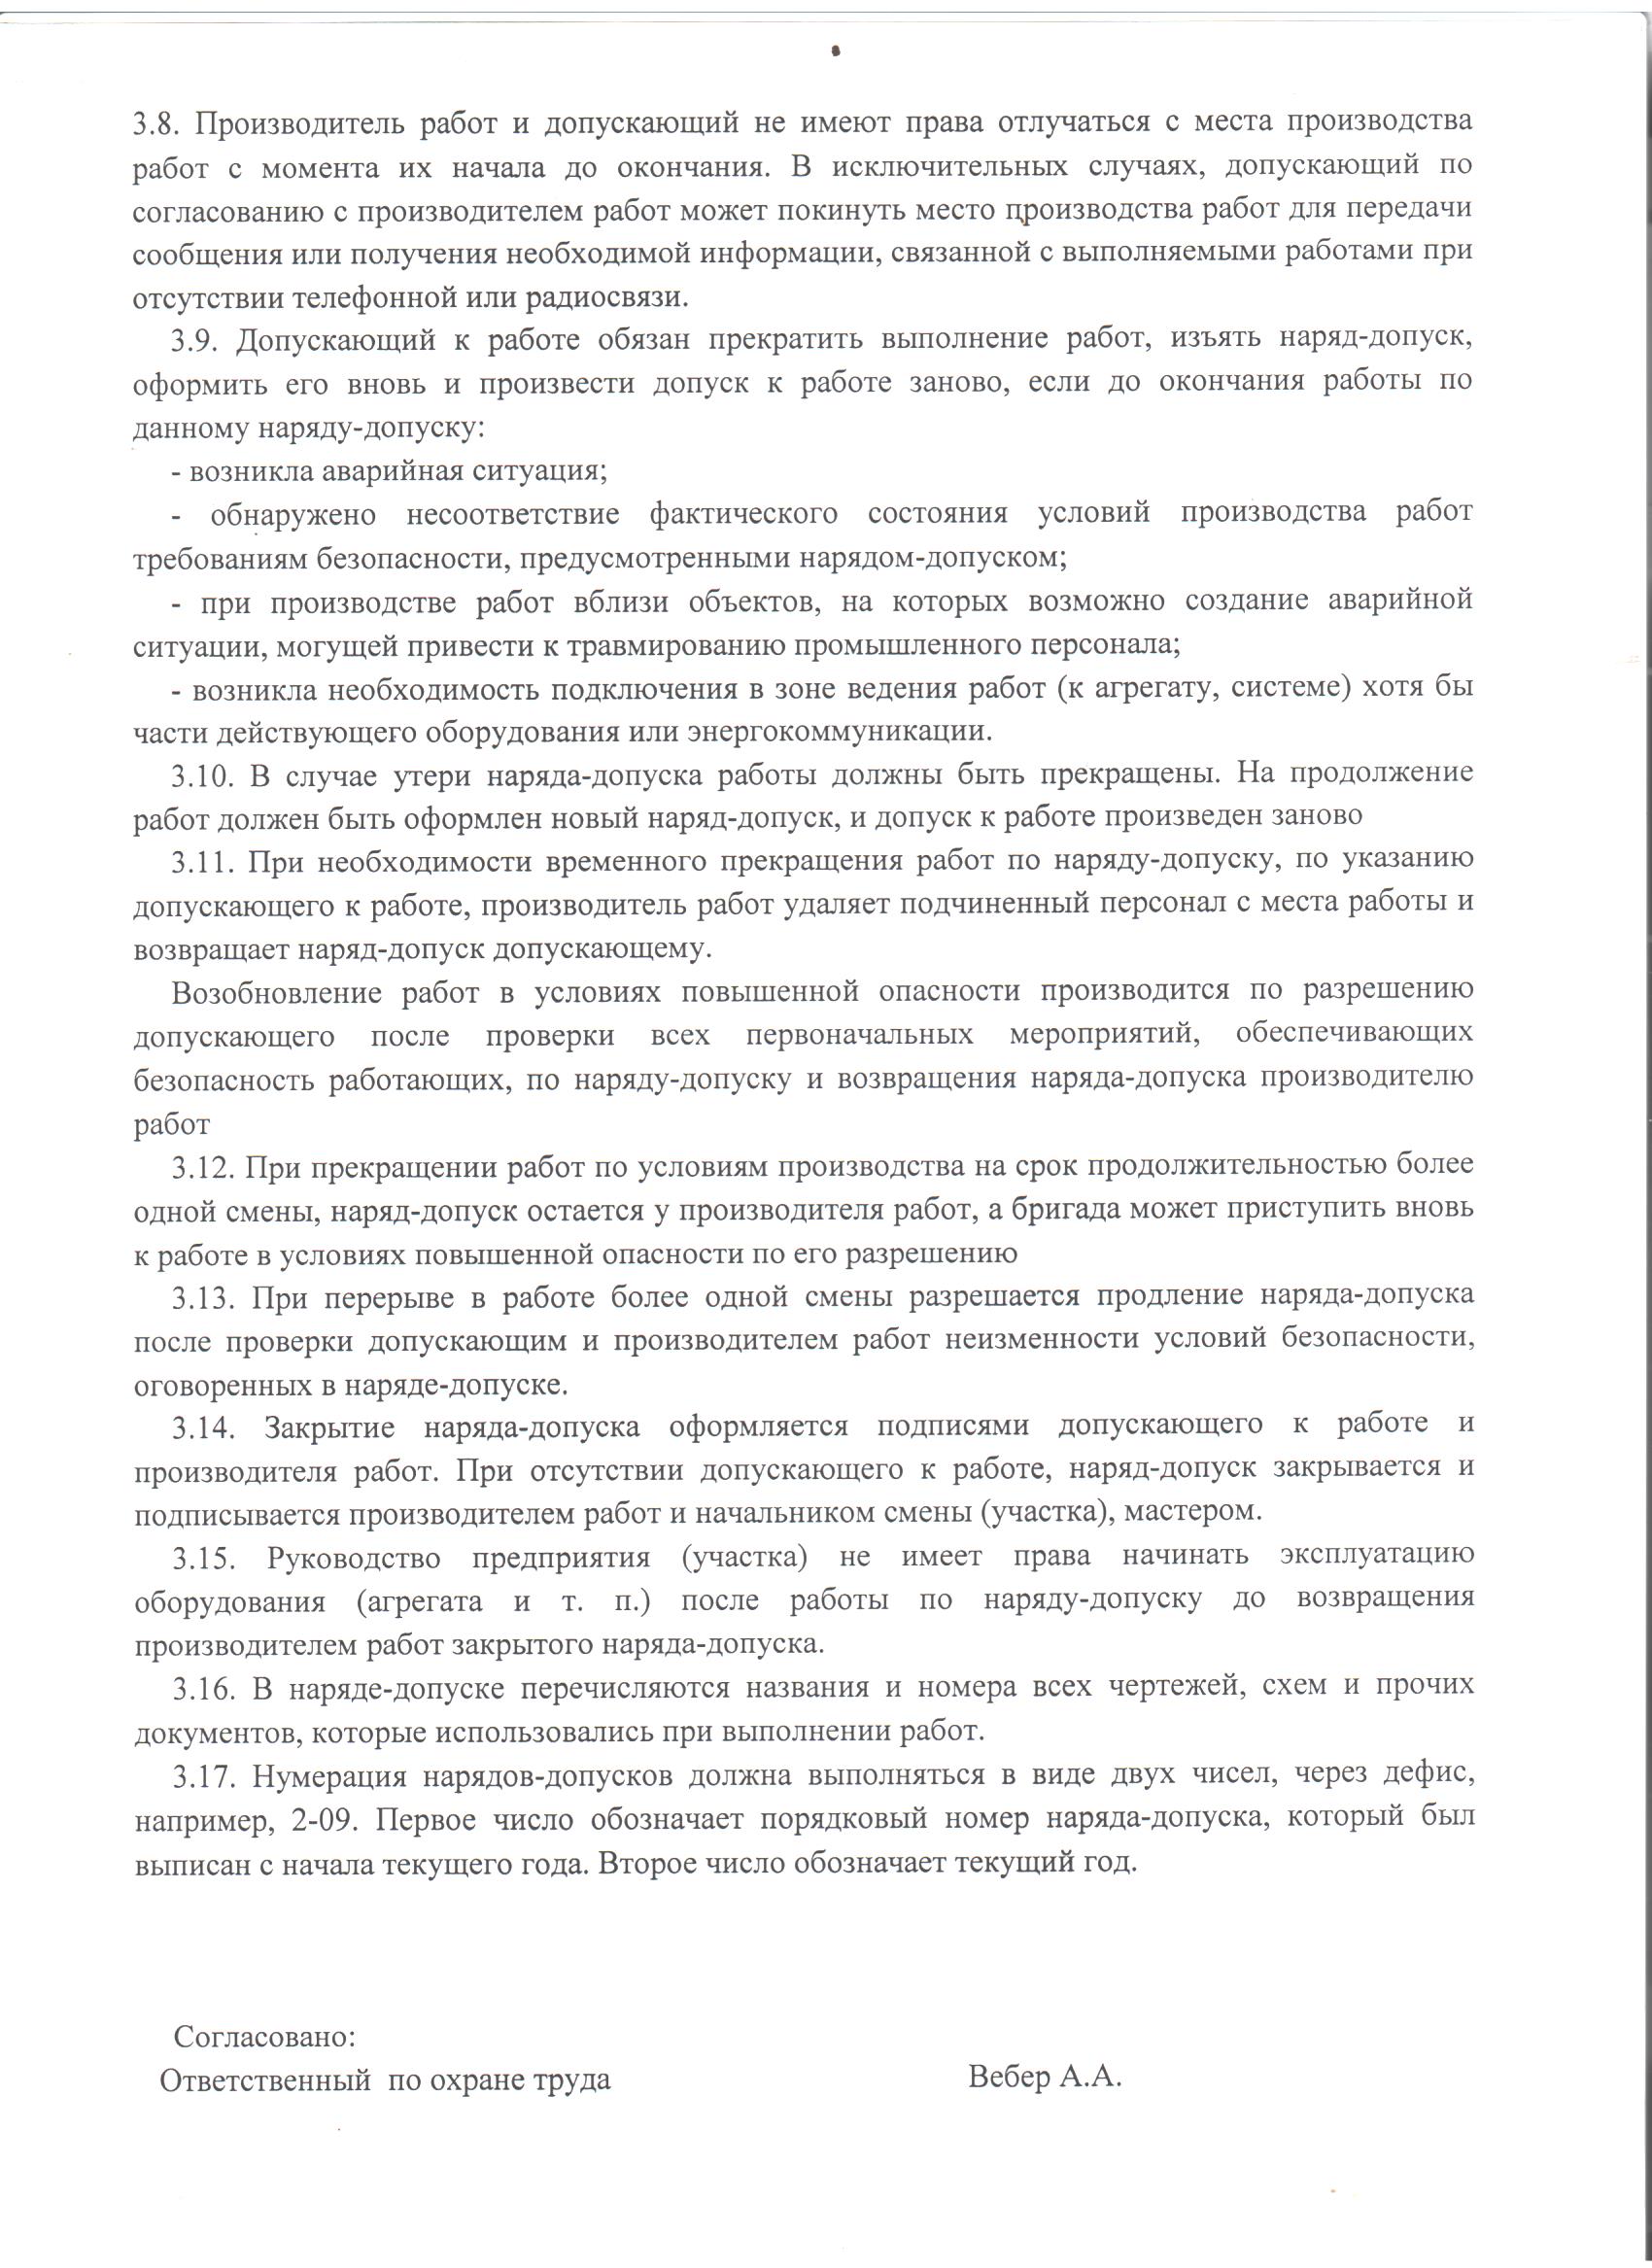 3.8. Производитель работ и допускающий не имеют права отлучаться с места производства
работ с момента их начала до окончания. В исключительных случаях, допускающий по
согласованию с производителем работ может покинуть место производства работ для передачи
сообщения или получения необходимой информации, связанной с выполняемыми работами при
отсутствии телефонной или радиосвязи.
3.9. Допускающий к работе обязан прекратить выполнение работ, изъять наряд-допуск,
оформить его вновь и произвести допуск к работе заново, если до окончания работы по
данному наряду-допуску:
- возникла аварийная ситуация;
- обнаружено несоответствие фактического состояния условий производства работ
требованиям безопасности, предусмотренными нарядом-допуском;
- при производстве работ вблизи объектов, на которых возможно создание аварийной
ситуации, могущей привести к травмированию промышленного персонала;
- возникла необходимость подключения в зоне ведения работ (к агрегату, системе) хотя бы
части действующего оборудования или энергокоммуникации.
3.10. В случае утери наряда-допуска работы должны быть прекращены. На продолжение
работ должен быть оформлен новый наряд-допуск, и допуск к работе произведен заново
3.11. При необходимости временного прекращения работ по наряду-допуску, по указанию
допускающего к работе, производитель работ удаляет подчиненный персонал с места работы и
возвращает наряд-допуск допускающему.
Возобновление работ в условиях повышенной опасности производится по разрешению
допускающего после проверки всех первоначальных мероприятий, обеспечивающих
безопасность работающих, по наряду-допуску и возвращения наряда-допуска производителю
работ
3.12. При прекращении работ по условиям производства на срок продолжительностью более
одной смены, наряд-допуск остается у производителя работ, а бригада может приступить вновь
к работе в условиях повышенной опасности по его разрешению
3.13. При перерыве в работе более одной смены разрешается продление наряда-допуска
после проверки допускающим и производителем работ неизменности условий безопасности,
оговоренных в наряде-допуске.
3.14. Закрытие наряда-допуска оформляется подписями допускающего к работе и
производителя работ. При отсутствии допускающего к работе, наряд-допуск закрывается и
подписывается производителем работ и начальником смены (участка), мастером.
3.15. Руководство предприятия (участка) не имеет права начинать эксплуатацию
оборудования (агрегата и т. п.) после работы по наряду-допуску до возвращения
производителем работ закрытого наряда-допуска.
3.16. В наряде-допуске перечисляются названия и номера всех чертежей, схем и прочих
документов, которые использовались при выполнении работ.
3.17. Нумерация нарядов-допусков должна выполняться в виде двух чисел, через дефис,
например, 2-09. Первое число обозначает порядковый номер наряда-допуска, который был
выписан с начала текущего года. Второе число обозначает текущий год.
Согласовано:
Ответственный по охране труда Вебер А.А.